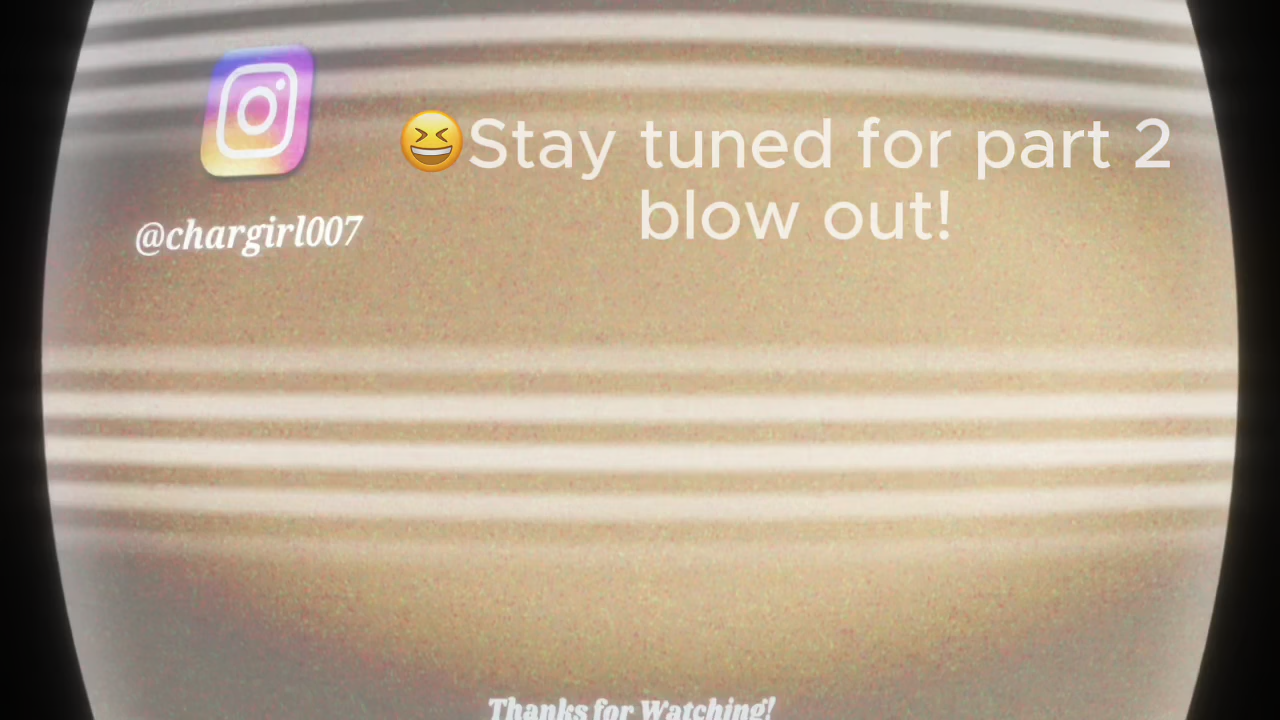 😆Stay tuned for part 2
blow out!
@chargirl007
Thanks for Watching!